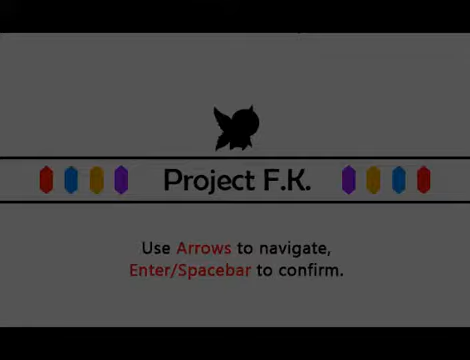 Project F.K.
Use Arrows to navigate,
Enter/Spacebar to confirm.